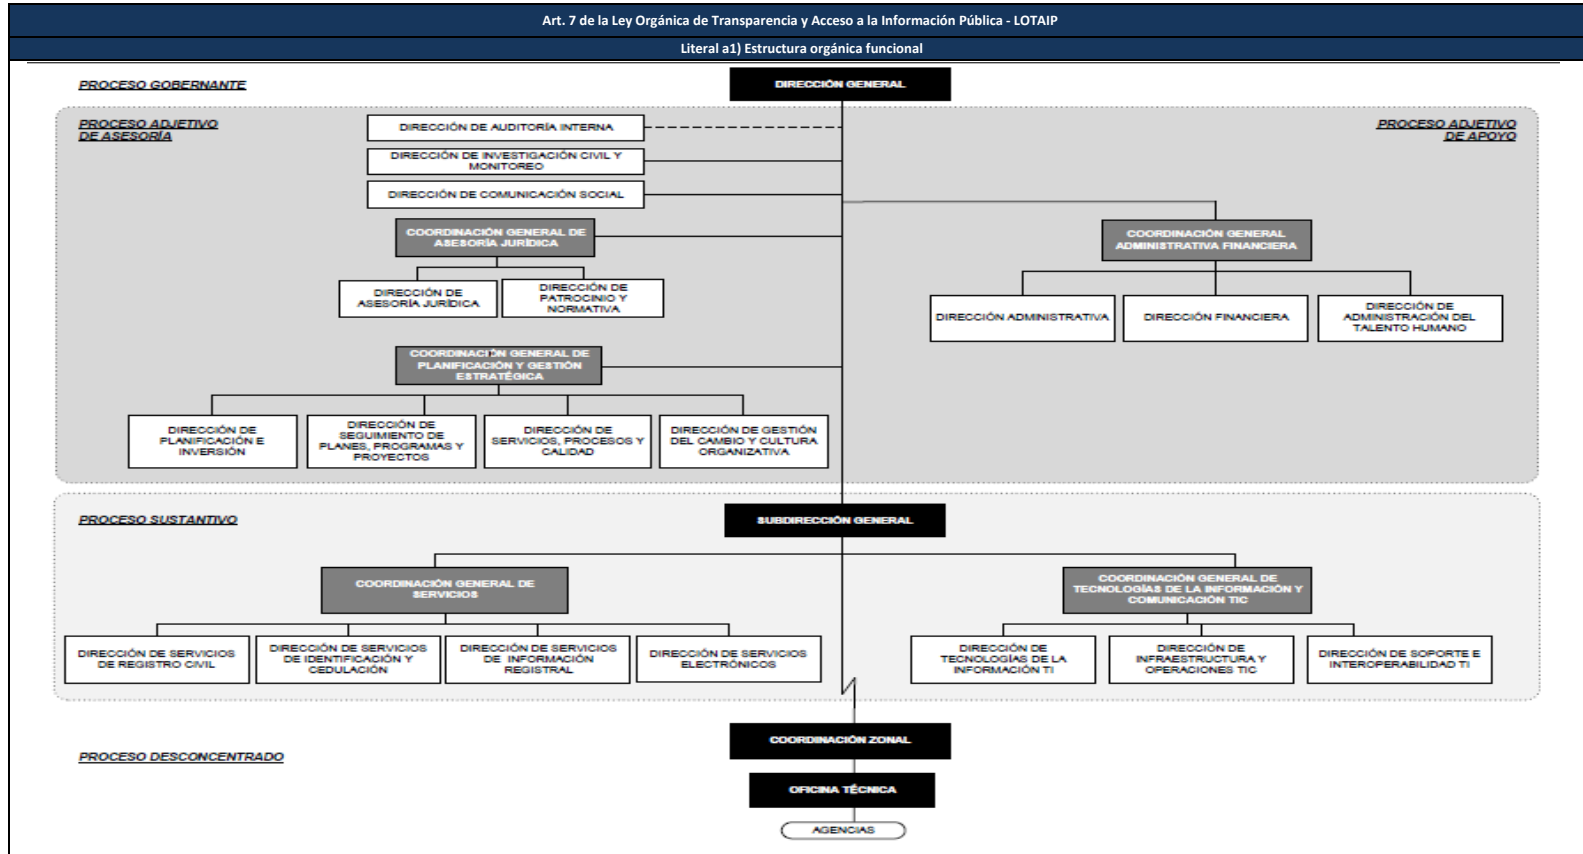 Art. 7 de la Ley Orgánica de Transparencia y Acceso a la Información Pública - LOTAIP
Literal a1) Estructura orgánica funcional
PROCESO GOBERNANTE
DIRECCIÓN GENERAL
PROCESO ADJETIVO
DE ASESORÍA
PROCESO ADJETIVO
DE APOYO
DIRECCIÓN DE AUDITORÍA INTERNA
DIRECCIÓN DE INVESTIGACIÓN CIVIL Y
MONITOREO
DIRECCIÓN DE COMUNICACIÓN SOCIAL
COORDINACIÓN GENERAL DE
ASESORÍA JURÍDICA
COORDINACIÓN GENERAL
ADMINISTRATIVA FINANCIERA
DIRECCIÓN DE
ASESORÍA JURÍDICA
DIRECCIÓN DE
PATROCINIO Y
NORMATIVA
DIRECCIÓN ADMINISTRATIVA
DIRECCIÓN FINANCIERA
DIRECCIÓN DE
ADMINISTRACIÓN DEL
TALENTO HUMANO
COORDINACIÓN GENERAL DE
PLANIFICACIÓN Y GESTIÓN
ESTRATÉGICA
DIRECCIÓN DE
PLANIFICACIÓN E
INVERSIÓN
DIRECCIÓN DE
SEGUIMIENTO DE
PLANES, PROGRAMAS Y
PROYECTOS
DIRECCIÓN DE
SERVICIOS, PROCESOS Y
CALIDAD
DIRECCIÓN DE GESTIÓN
DEL CAMBIO Y CULTURA
ORGANIZATIVA
PROCESO SUSTANTIVO
SUBDIRECCIÓN GENERAL
COORDINACIÓN GENERAL DE
SERVICIOS
COORDINACIÓN GENERAL DE
TECNOLOGÍAS DE LA INFORMACIÓN Y
COMUNICACIÓN TIC
DIRECCIÓN DE SERVICIOS
DE REGISTRO CIVIL
DIRECCIÓN DE SERVICIOS
DE IDENTIFICACIÓN Y
CEDULACIÓN
DIRECCIÓN DE SERVICIOS
DE INFORMACIÓN
REGISTRAL
DIRECCIÓN DE SERVICIOS
ELECTRÓNICOS
DIRECCIÓN DE
TECNOLOGÍAS DE LA
INFORMACIÓN TI
DIRECCIÓN DE
INFRAESTRUCTURA Y
OPERACIONES TIC
DIRECCIÓN DE SOPORTE E
INTEROPERABILIDAD TI
COORDINACIÓN ZONAL
PROCESO DESCONCENTRADO
OFICINA TÉCNICA
AGENCIAS